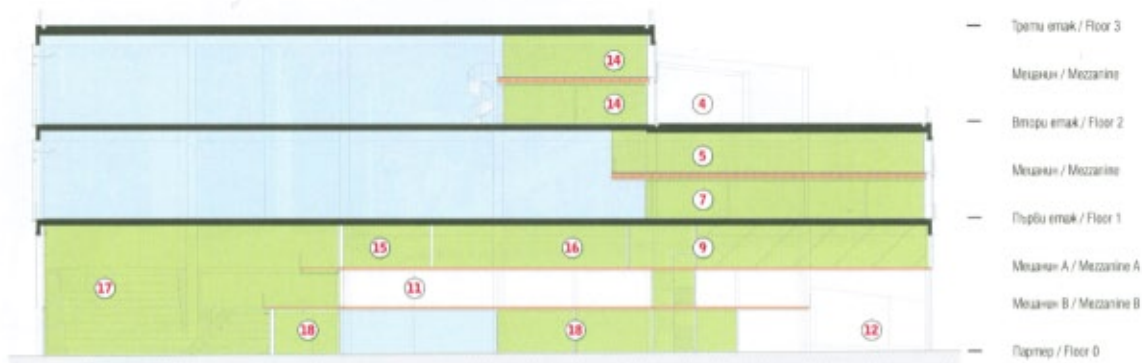 Трети етаж / Floor 3
14
Мецанин / Mezzanine
14
4
Втори етаж / Floor 2
5
Мецанин / Mezzanine
7
Първи етаж / Floor 1
15
16
9
Мецанин A / Mezzanine A
17
11
Мецанин B / Mezzanine B
18
18
12
Партер / Floor 0